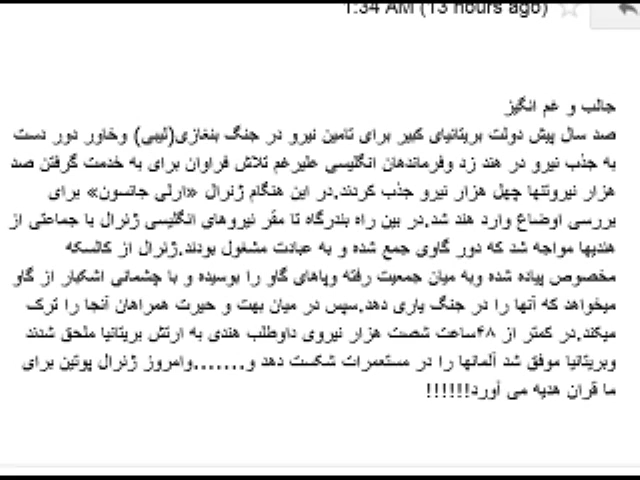 1:34 AM (13 hours ago)
جالب و غم انگیز
صد سال پیش دولت بریتانیای کبیر برای تامین نیرو در جنگ بنغازی(لیبی) وخاور دور دست
به جذب نیرو در هند زد وفرماندهان انگلیسی علیرغم تلاش فراوان برای به خدمت گرفتن صد
هزار نیروتنها چهل هزار نیرو جذب کردند.در این هنگام ژنرال «ارلی جانسون» برای
بررسی اوضاع وارد هند شد.در بین راه بندرگاه تا مقّر نیروهای انگلیسی ژنرال با جماعتی از
هندیها مواجه شد که دور گاوی جمع شده و به عبادت مشغول بودند.ژنرال از کالسکه
مخصوص پیاده شده وبه میان جمعیت رفته وپاهای گاو را بوسیده و با چشمانی اشکبار از گاو
میخواهد که آنها را در جنگ یاری دهد.سپس در میان بهت و حیرت همراهان آنجا را ترک
میکند.در کمتر از ۴۸ساعت شصت هزار نیروی داوطلب هندی به ارتش بریتانیا ملحق شدند
وبریتانیا موفق شد آلمانها را در مستعمرات شکست دهد و.......وامروز ژنرال پوتین برای
ما قران هدیه می آورد!!!!!!